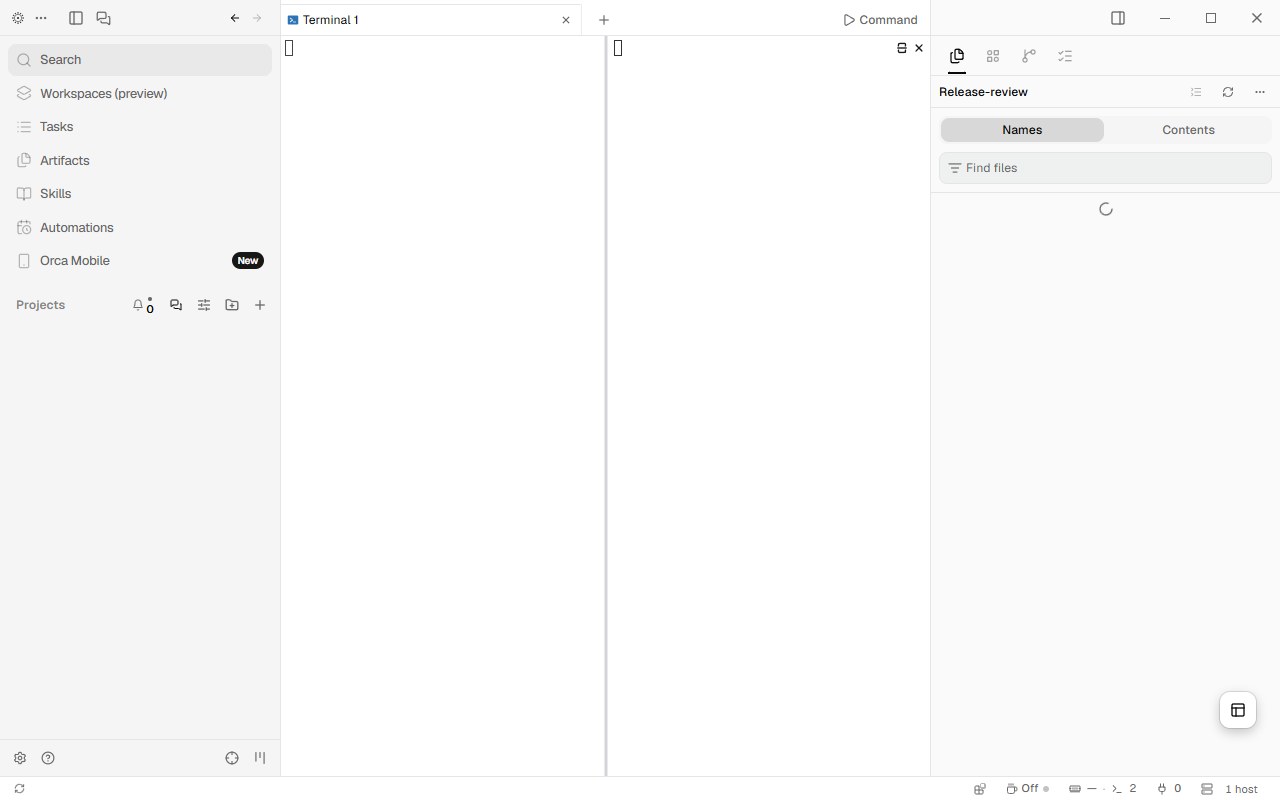 Terminal 1
Command
Search
Workspaces (preview)
Tasks
Artifacts
Skills
Automations
Orca Mobile
New
Projects
0
Release-review
Names
Contents
Find files
Off
2
0
1 host